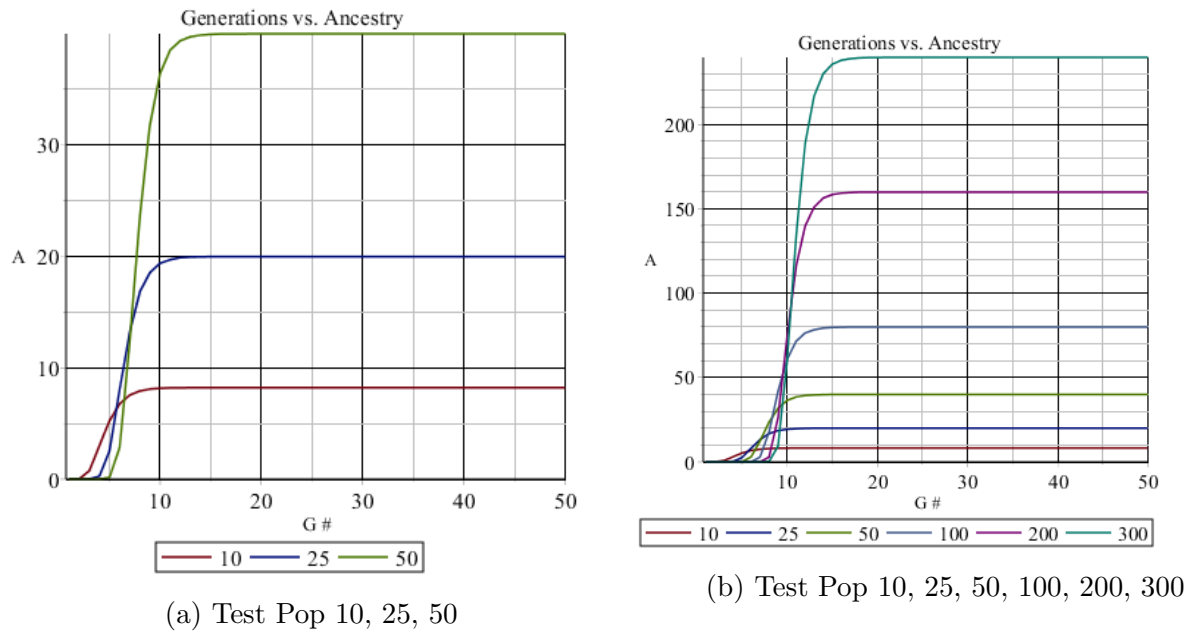 Generations vs. Ancestry
30
A 20
10
0
10 20 30 40 50
G #
10 25 50
(a) Test Pop 10, 25, 50
Generations vs. Ancestry
200
150
A
100
50
0
10 20 30 40 50
G #
10 25 50 100 200 300
(b) Test Pop 10, 25, 50, 100, 200, 300